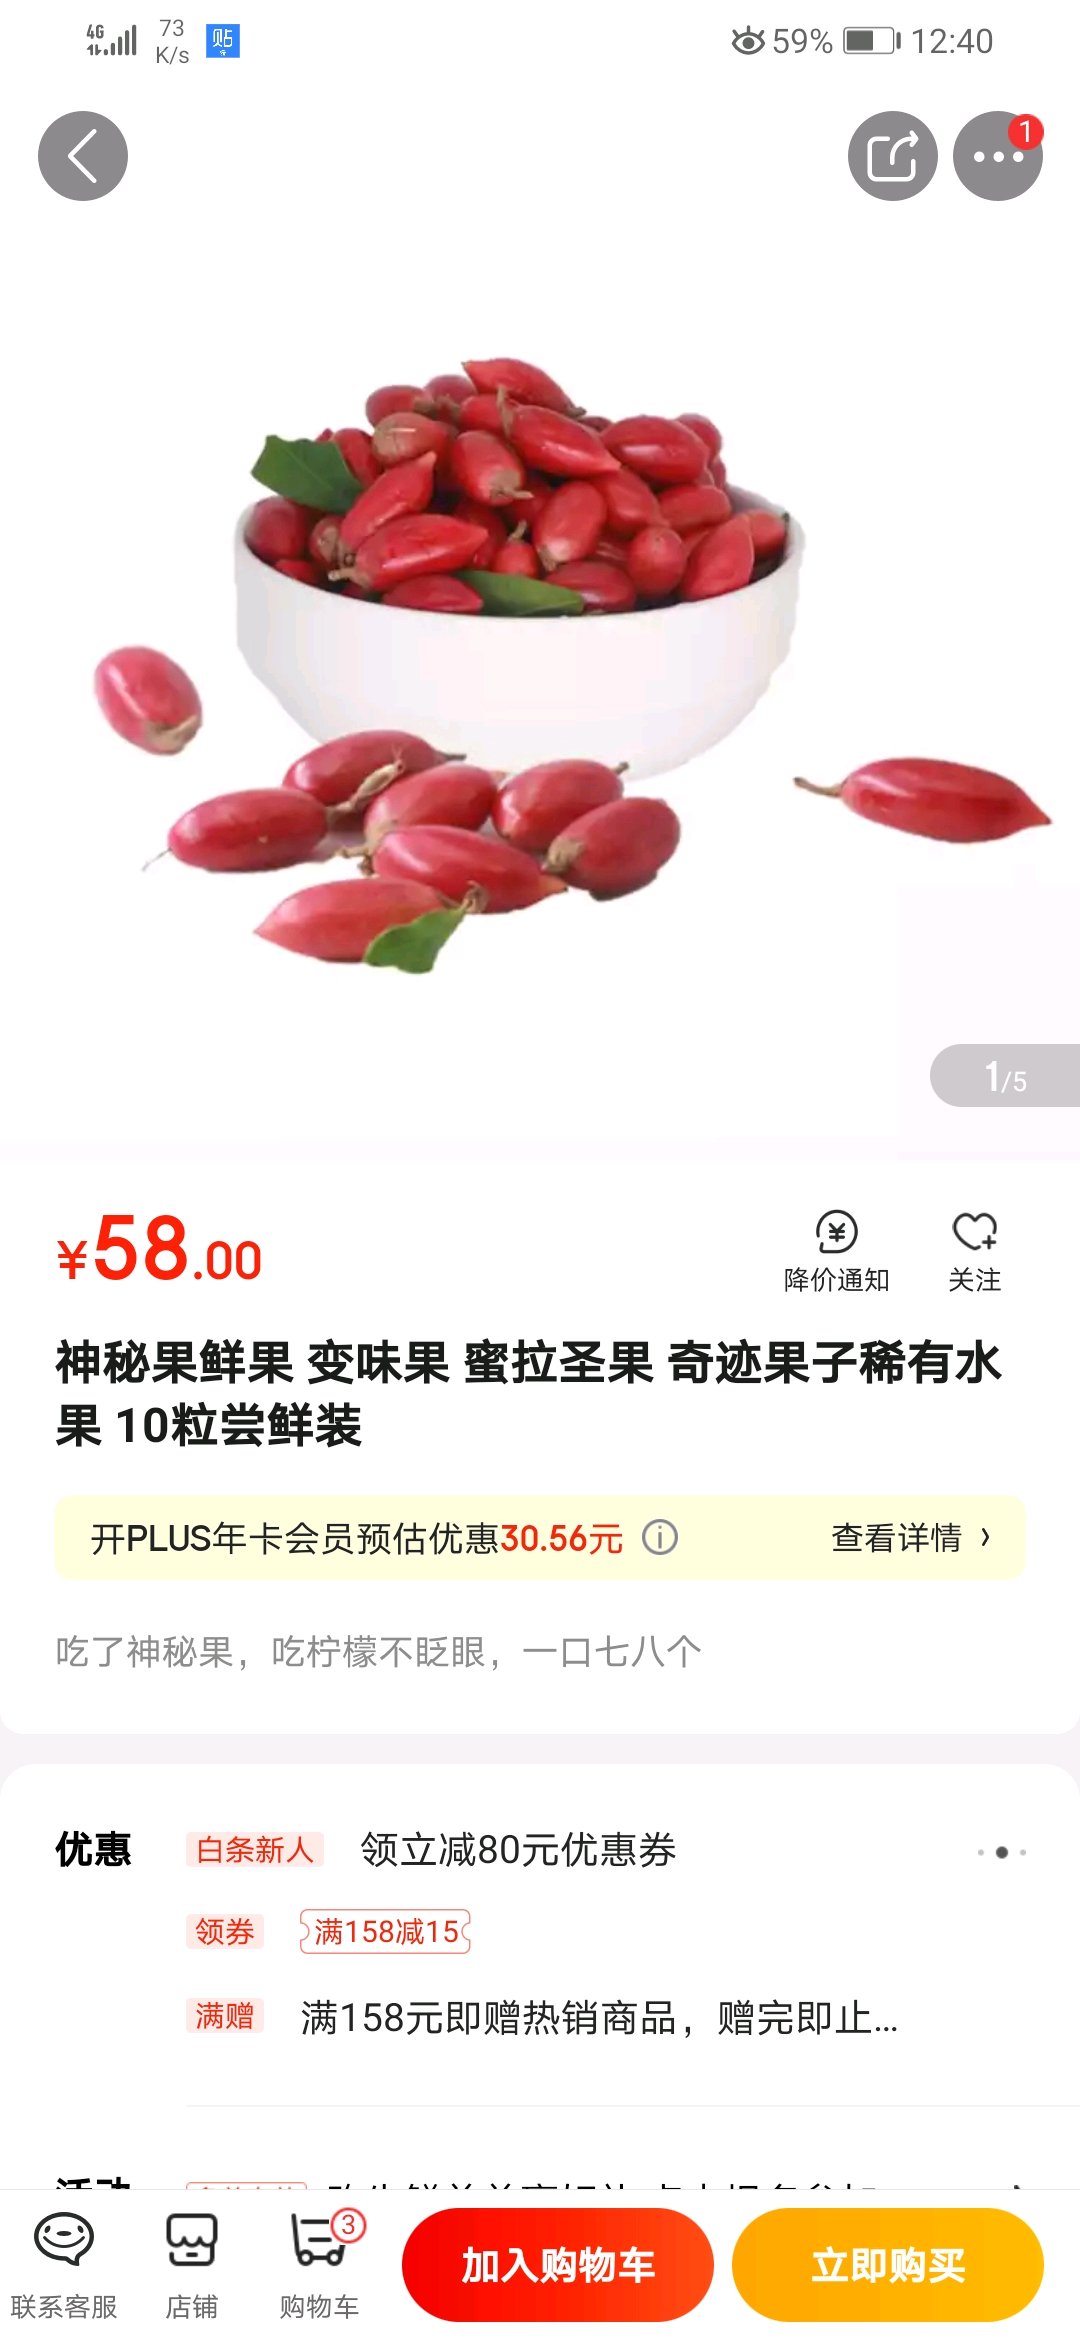 4G 73 K/s 贴 59% 12:40
1
1/5
¥58.00
降价通知 关注
神秘果鲜果 变味果 蜜拉圣果 奇迹果子稀有水
果 10粒尝鲜装
开PLUS年卡会员预估优惠30.56元 查看详情 ›
吃了神秘果，吃柠檬不眨眼，一口七八个
优惠 白条新人 领立减80元优惠券
领券 满158减15
满赠 满158元即赠热销商品，赠完即止...
活动
3
联系客服 店铺 购物车 加入购物车 立即购买